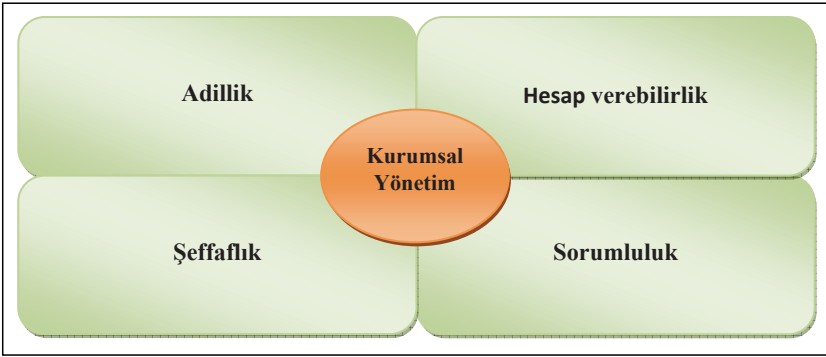 Adillik
Hesap verebilirlik
Kurumsal
Yönetim
Şeffaflık
Sorumluluk